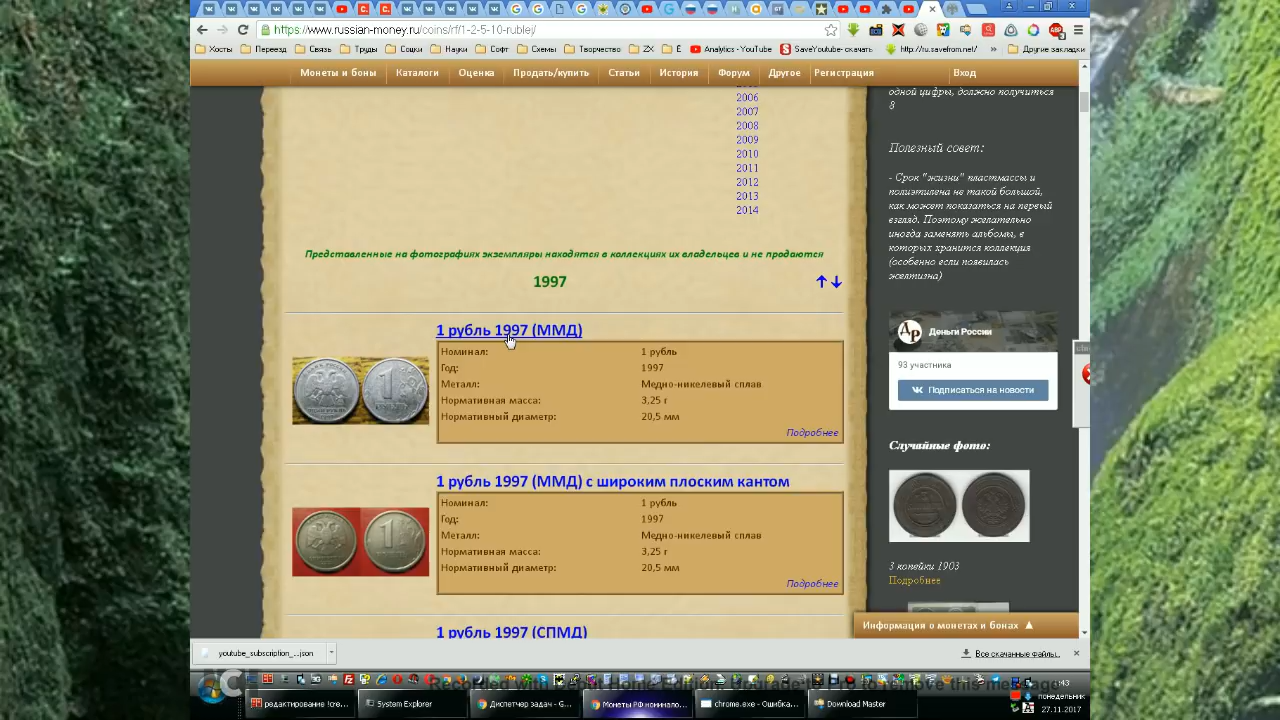 https://www.russian-money.ru/coins/rf/1-2-5-10-rublej/
Хосты Переезд Связь Труды Соцки Науки Софт Схемы Творчество ZX Ё Analytics - YouTube SaveYoutube- скачать http://ru.savefrom.net/ » Другие закладки
Монеты и боны Каталоги Оценка Продать/купить Статьи История Форум Другое Регистрация Вход
2006
2007
2008
2009
2010
2011
2012
2013
2014
Представленные на фотографиях экземпляры находятся в коллекциях их владельцев и не продаются
1997
1 рубль 1997 (ММД)
Номинал: 1 рубль
Год: 1997
Металл: Медно-никелевый сплав
Нормативная масса: 3,25 г
Нормативный диаметр: 20,5 мм
Подробнее
1 рубль 1997 (ММД) с широким плоским кантом
Номинал: 1 рубль
Год: 1997
Металл: Медно-никелевый сплав
Нормативная масса: 3,25 г
Нормативный диаметр: 20,5 мм
Подробнее
1 рубль 1997 (СПМД)
одной цифры, должно получиться
8
Полезный совет:
- Срок "жизни" пластмассы и
полиэтилена не такой большой,
как может показаться на первый
взгляд. Поэтому желательно
иногда заменять альбомы, в
которых хранится коллекция
(особенно если появилась
желтизна)
Деньги России
93 участника
Подписаться на новости
Случайные фото:
3 копейки 1903
Подробнее
Информация о монетах и бонах
youtube_subscription_....json
Все скачанные файлы...
понедельник
27.11.2017
редактирование !cre...
System Explorer
Диспетчер задач - G...
Монеты РФ номинало...
chrome.exe - Ошибка...
Download Master